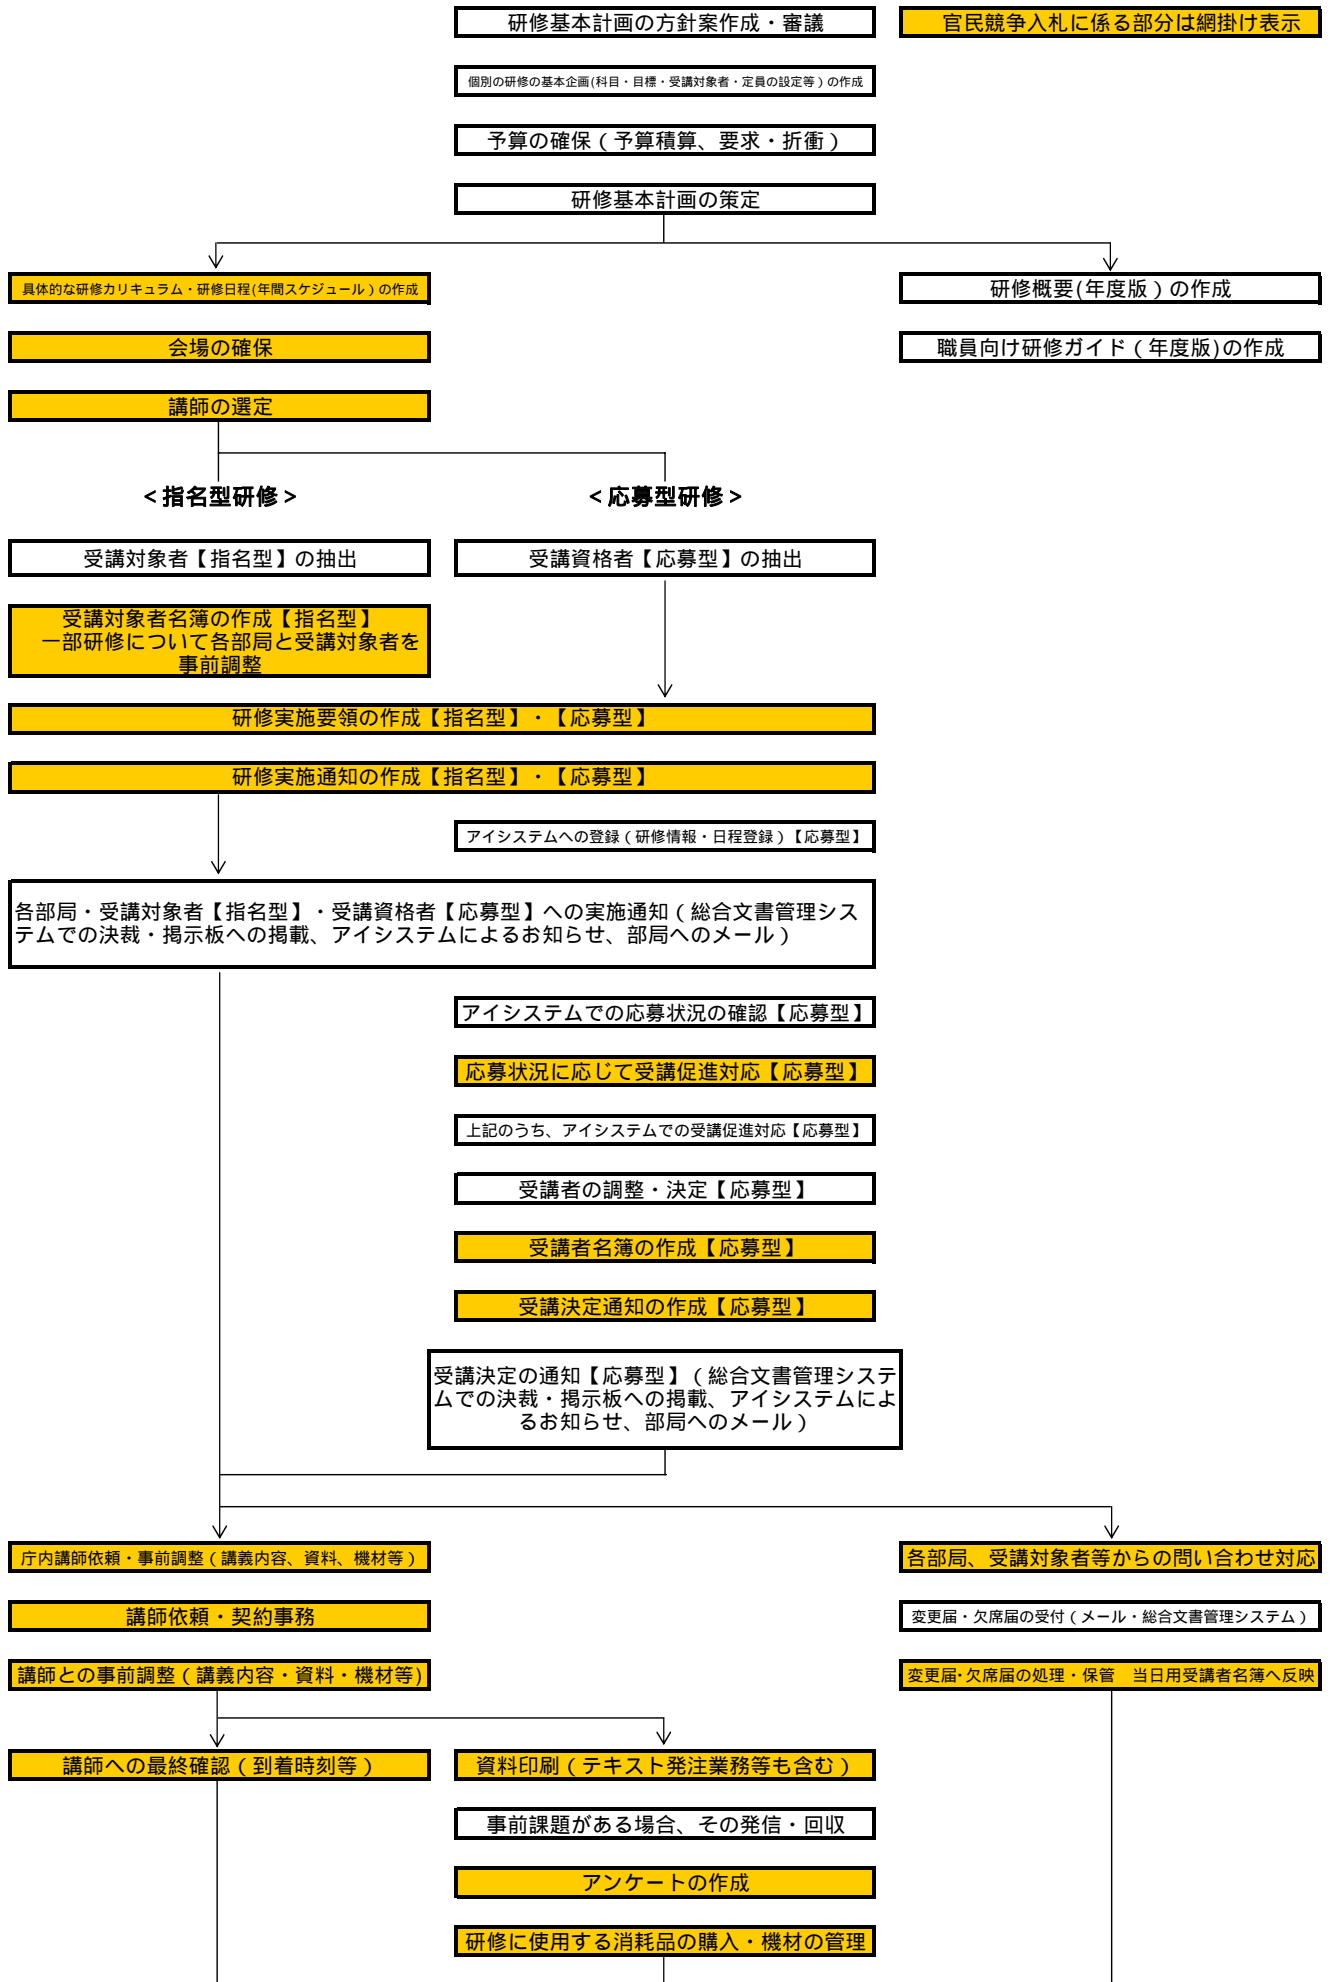 研修基本計画の方針案作成・審議
官民競争入札に係る部分は網掛け表示
個別の研修の基本企画(科目・目標・受講対象者・定員の設定等)の作成
予算の確保(予算積算、要求・折衝)
研修基本計画の策定
具体的な研修カリキュラム・研修日程(年間スケジュール)の作成
研修概要(年度版)の作成
会場の確保
職員向け研修ガイド(年度版)の作成
講師の選定
<指名型研修>
<応募型研修>
受講対象者【指名型】の抽出
受講資格者【応募型】の抽出
受講対象者名簿の作成【指名型】
一部研修について各部局と受講対象者を
事前調整
研修実施要領の作成【指名型】・【応募型】
研修実施通知の作成【指名型】・【応募型】
アイシステムへの登録(研修情報・日程登録)【応募型】
各部局・受講対象者【指名型】・受講資格者【応募型】への実施通知(総合文書管理シス
テムでの決裁・掲示板への掲載、アイシステムによるお知らせ、部局へのメール)
アイシステムでの応募状況の確認【応募型】
応募状況に応じて受講促進対応【応募型】
上記のうち、アイシステムでの受講促進対応【応募型】
受講者の調整・決定【応募型】
受講者名簿の作成【応募型】
受講決定通知の作成【応募型】
受講決定の通知【応募型】(総合文書管理システ
ムでの決裁・掲示板への掲載、アイシステムによ
るお知らせ、部局へのメール)
庁内講師依頼・事前調整(講義内容、資料、機材等)
各部局、受講対象者等からの問い合わせ対応
講師依頼・契約事務
変更届・欠席届の受付(メール・総合文書管理システム)
講師との事前調整(講義内容・資料・機材等)
変更届・欠席届の処理・保管 当日用受講者名簿へ反映
講師への最終確認(到着時刻等)
資料印刷(テキスト発注業務等も含む)
事前課題がある場合、その発信・回収
アンケートの作成
研修に使用する消耗品の購入・機材の管理